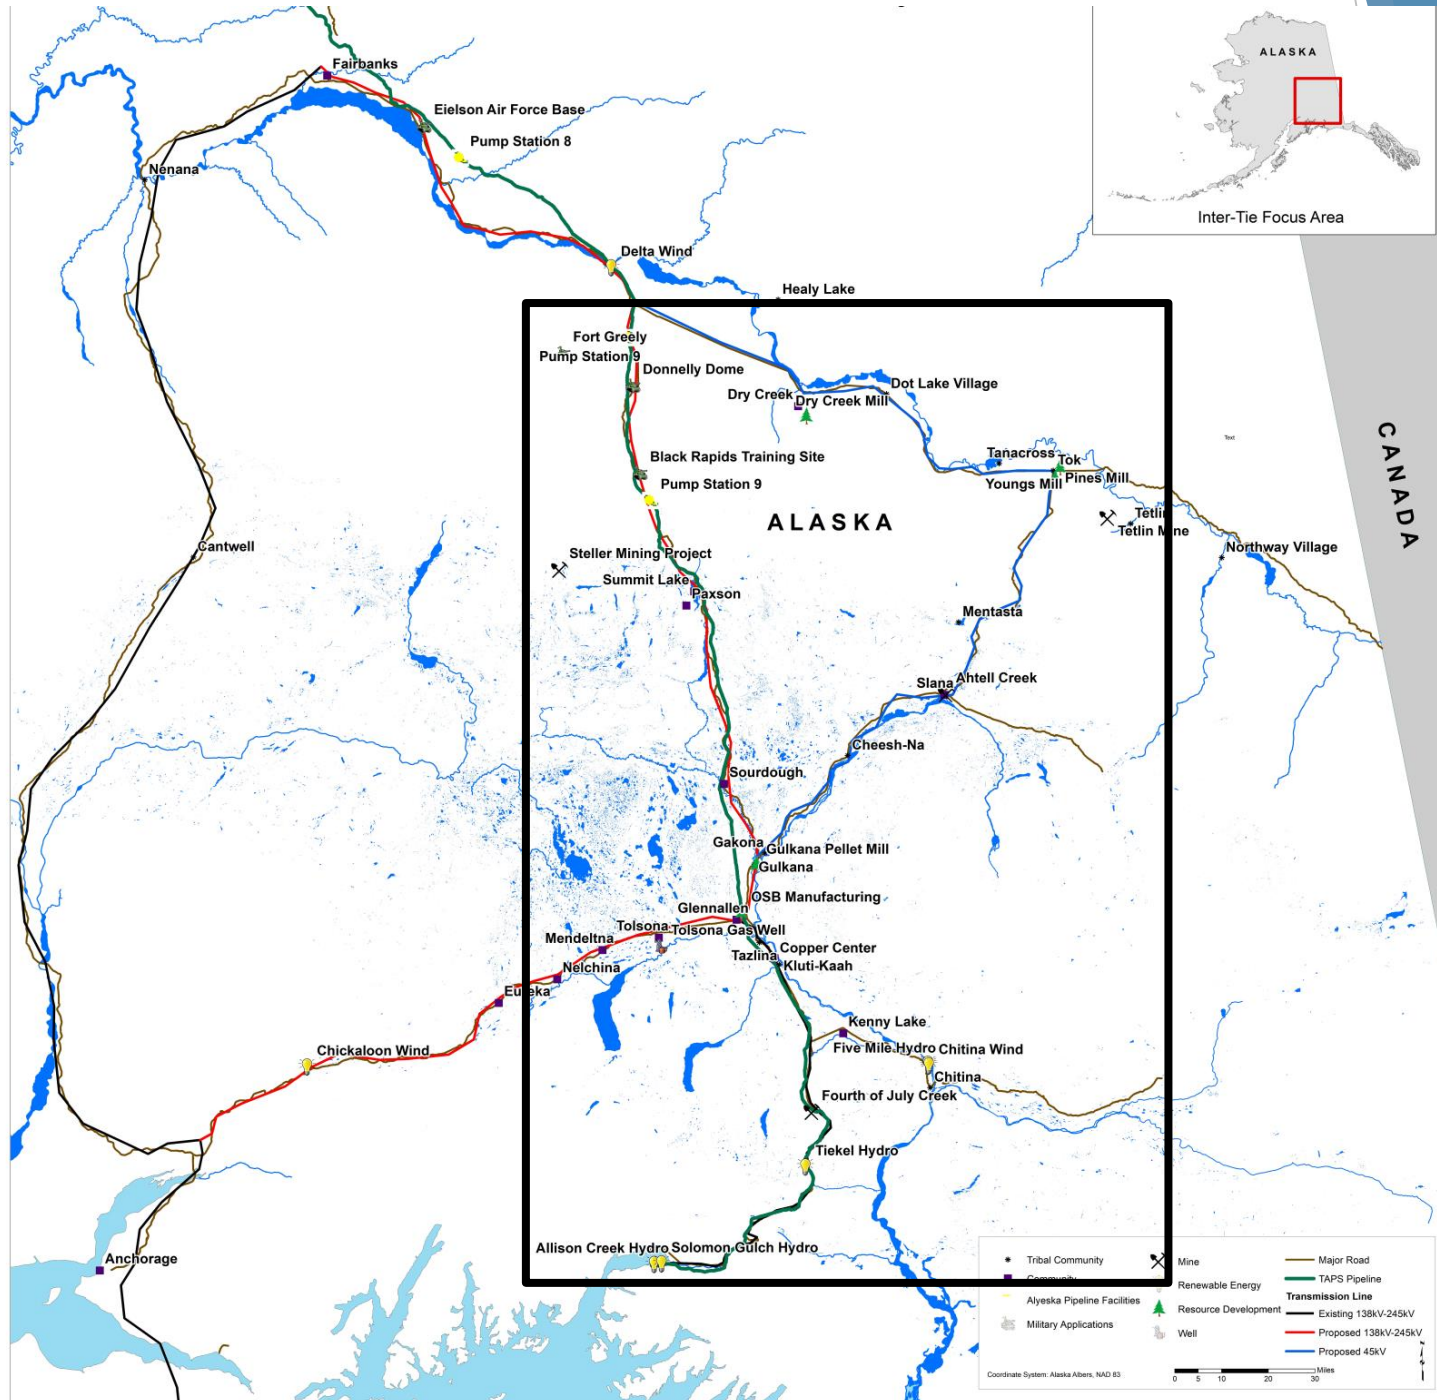 ALASKA
Inter-Tie Focus Area
Fairbanks
Eielson Air Force Base
Pump Station 8
Nenana
Delta Wind
Healy Lake
Fort Greely
Pump Station 9
Donnelly Dome
Dry Creek
Dry Creek Mill
Dot Lake Village
CANADA
Text
Black Rapids Training Site
Pump Station 9
Tanacross
Tok
Youngs Mill
Pines Mill
ALASKA
Tetlin
Tetlin Mine
Northway Village
Cantwell
Steller Mining Project
Summit Lake
Paxson
Mentasta
Slana
Ahtell Creek
Cheesh-Na
Sourdough
Gakona
Gulkana Pellet Mill
Gulkana
OSB Manufacturing
Glennallen
Tolsona
Tolsona Gas Well
Mendeltna
Copper Center
Tazlina
Kluti-Kaah
Nelchina
Eureka
Kenny Lake
Chickaloon Wind
Five Mile Hydro
Chitina Wind
Chitina
Fourth of July Creek
Tiekel Hydro
Allison Creek Hydro
Solomon Gulch Hydro
Anchorage
Tribal Community
Community
Alyeska Pipeline Facilities
Military Applications
Mine
Renewable Energy
Resource Development
Well
Major Road
TAPS Pipeline
Transmission Line
Existing 138kV-245kV
Proposed 138kV-245kV
Proposed 45kV
Coordinate System: Alaska Albers, NAD 83
Miles
0 5 10 20 30